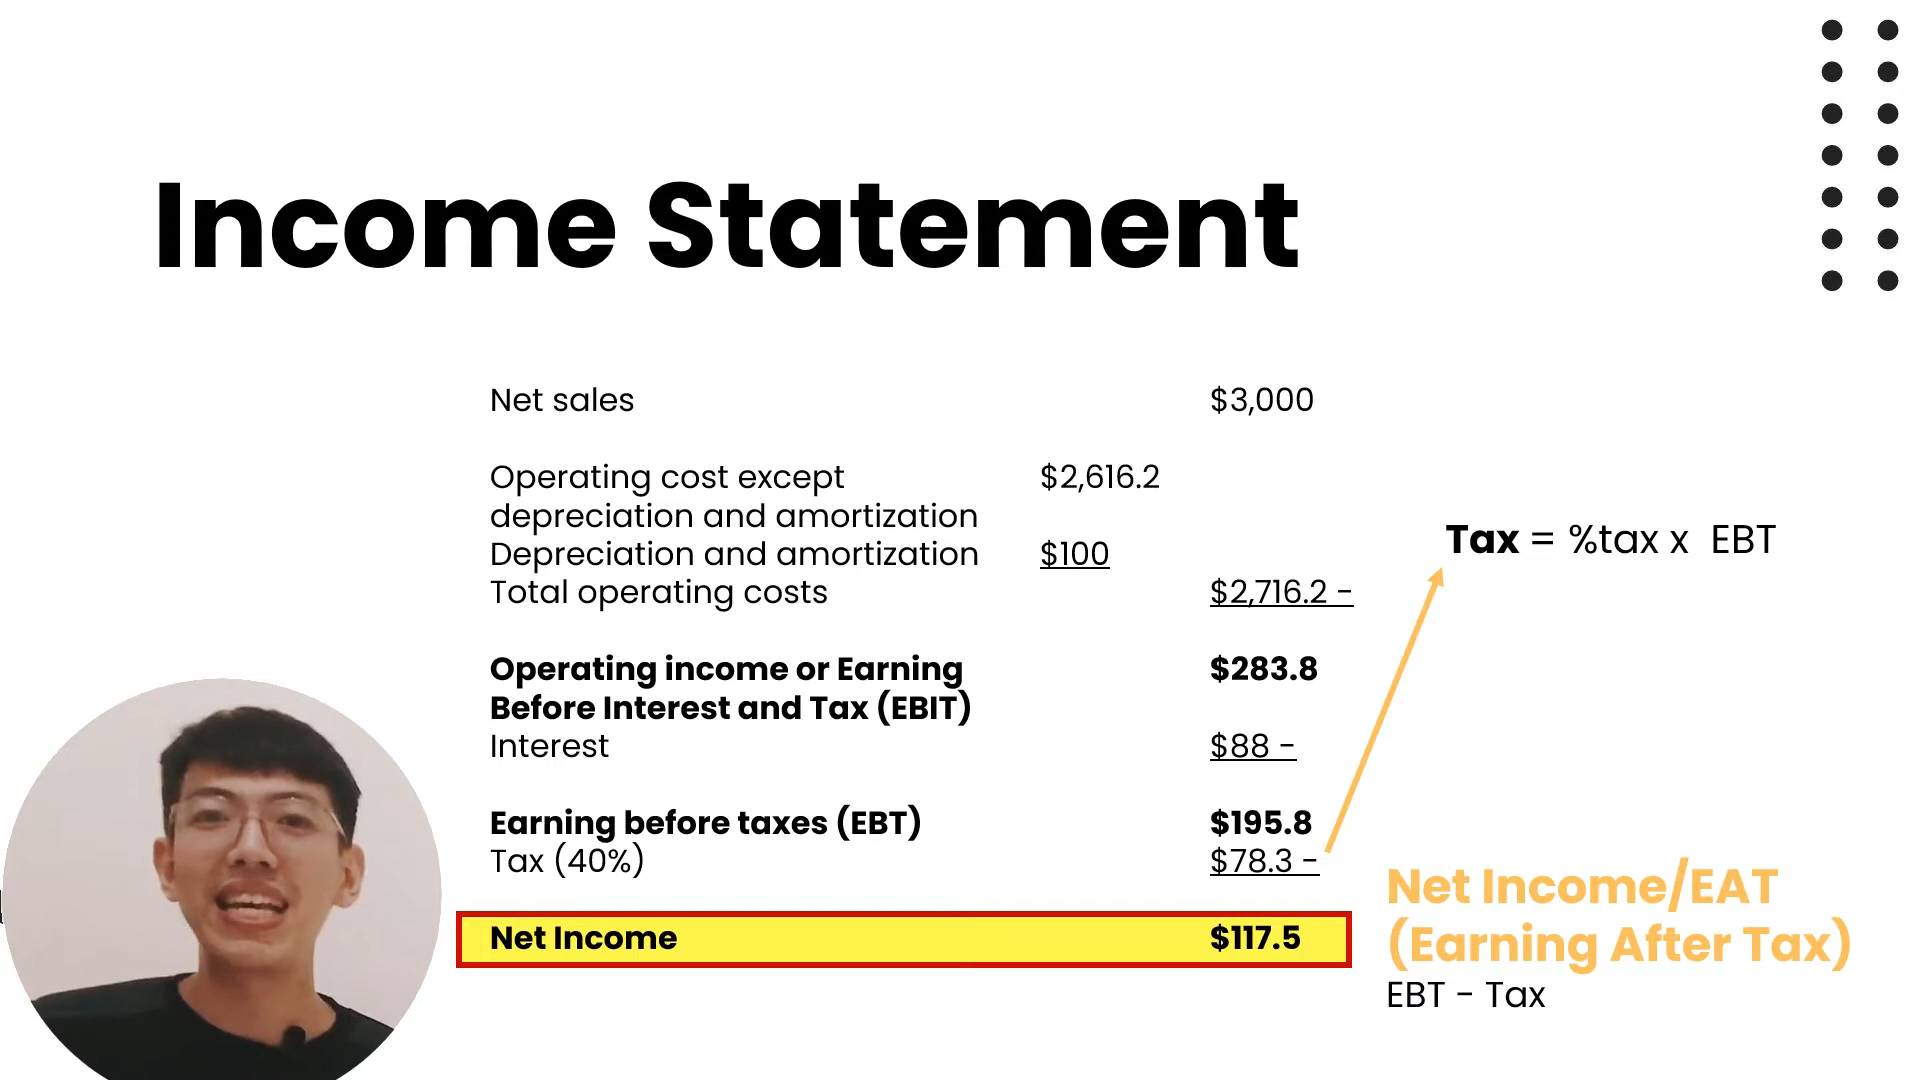 Income Statement
Net sales $3,000
Operating cost except $2,616.2
depreciation and amortization
Depreciation and amortization $100
Total operating costs $2,716.2 -
Tax = %tax x EBT
Operating income or Earning $283.8
Before Interest and Tax (EBIT)
Interest $88 -
Earning before taxes (EBT) $195.8
Tax (40%) $78.3 -
Net Income $117.5
Net Income/EAT
(Earning After Tax)
EBT - Tax